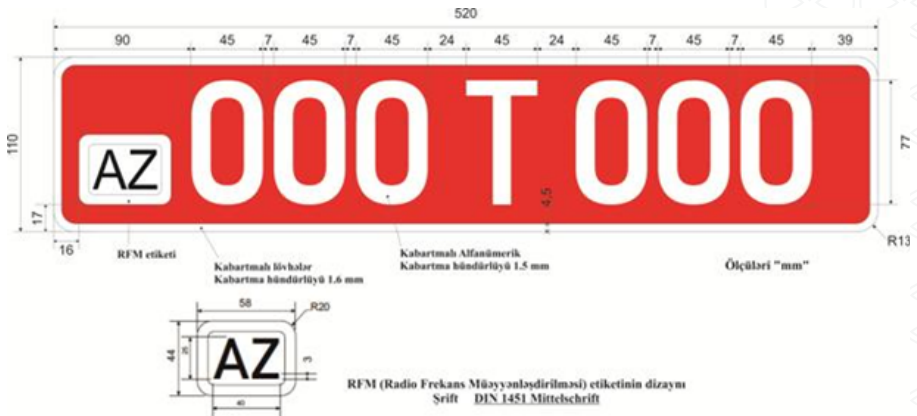 520
90 45 7 45 7 45 24 45 24 45 7 45 7 45 39
110
AZ 000 T 000
77
4,5
17
16
R13
RFM etiketi
Kabartmalı lövhələr
Kabartma hündürlüyü 1.6 mm
Kabartmalı Alfanümerik
Kabartma hündürlüyü 1.5 mm
Ölçüləri "mm"
58
R20
44
25
AZ
3
40
RFM (Radio Frekans Müəyyənləşdirilməsi) etiketinin dizaynı
Şrift DIN 1451 Mittelschrift